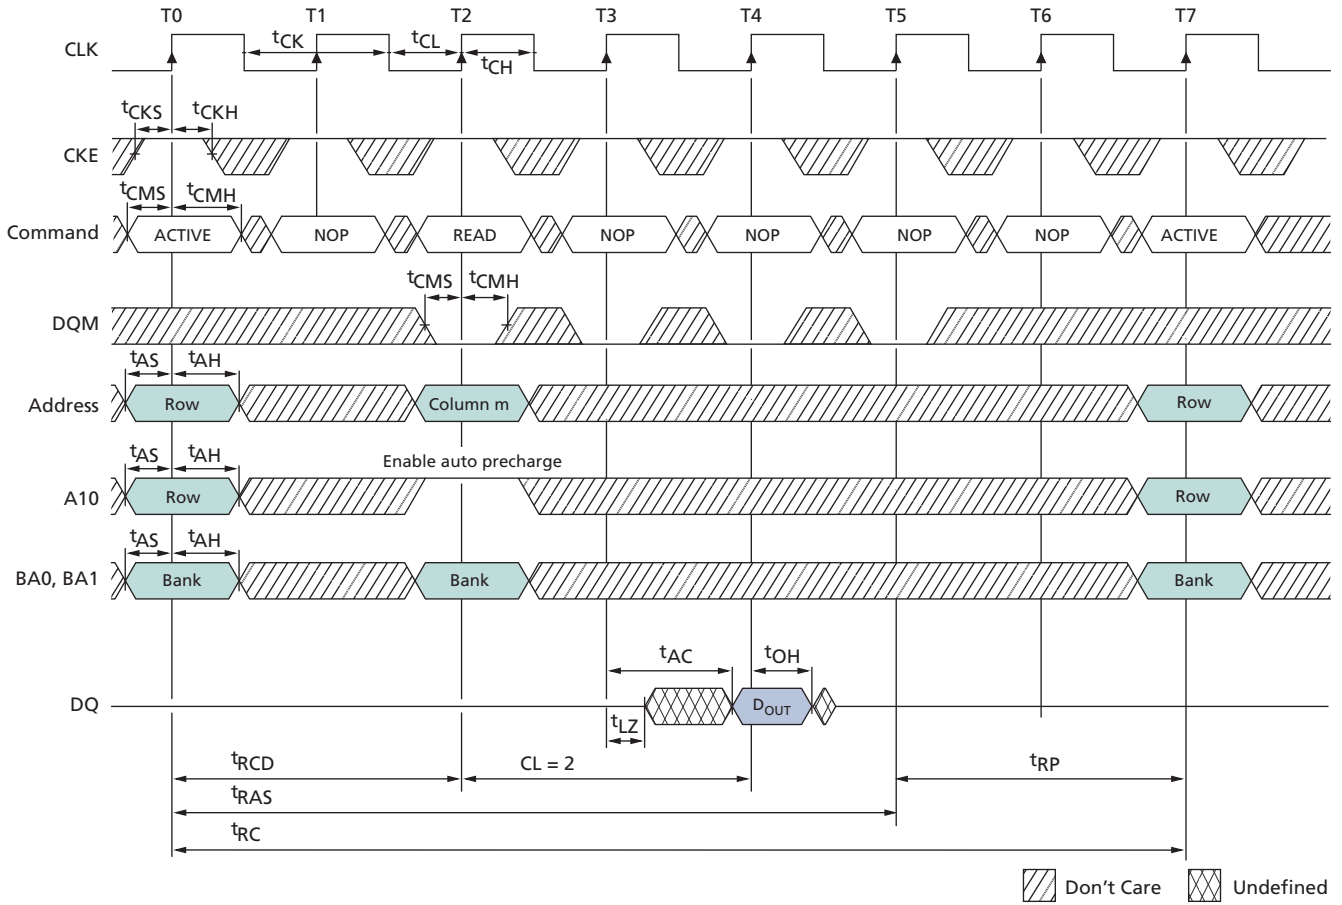 T0 T1 T2 T3 T4 T5 T6 T7
CLK
tCK tCL
tCH
tCKS tCKH
CKE
tCMS tCMH
Command ACTIVE NOP READ NOP NOP NOP NOP ACTIVE
tCMS tCMH
DQM
tAS tAH
Address Row Column m Row
tAS tAH
Enable auto precharge
A10 Row Row
tAS tAH
BA0, BA1 Bank Bank Bank
tAC tOH
DQ DOUT
tLZ
tRCD CL = 2 tRP
tRAS
tRC
Don't Care Undefined